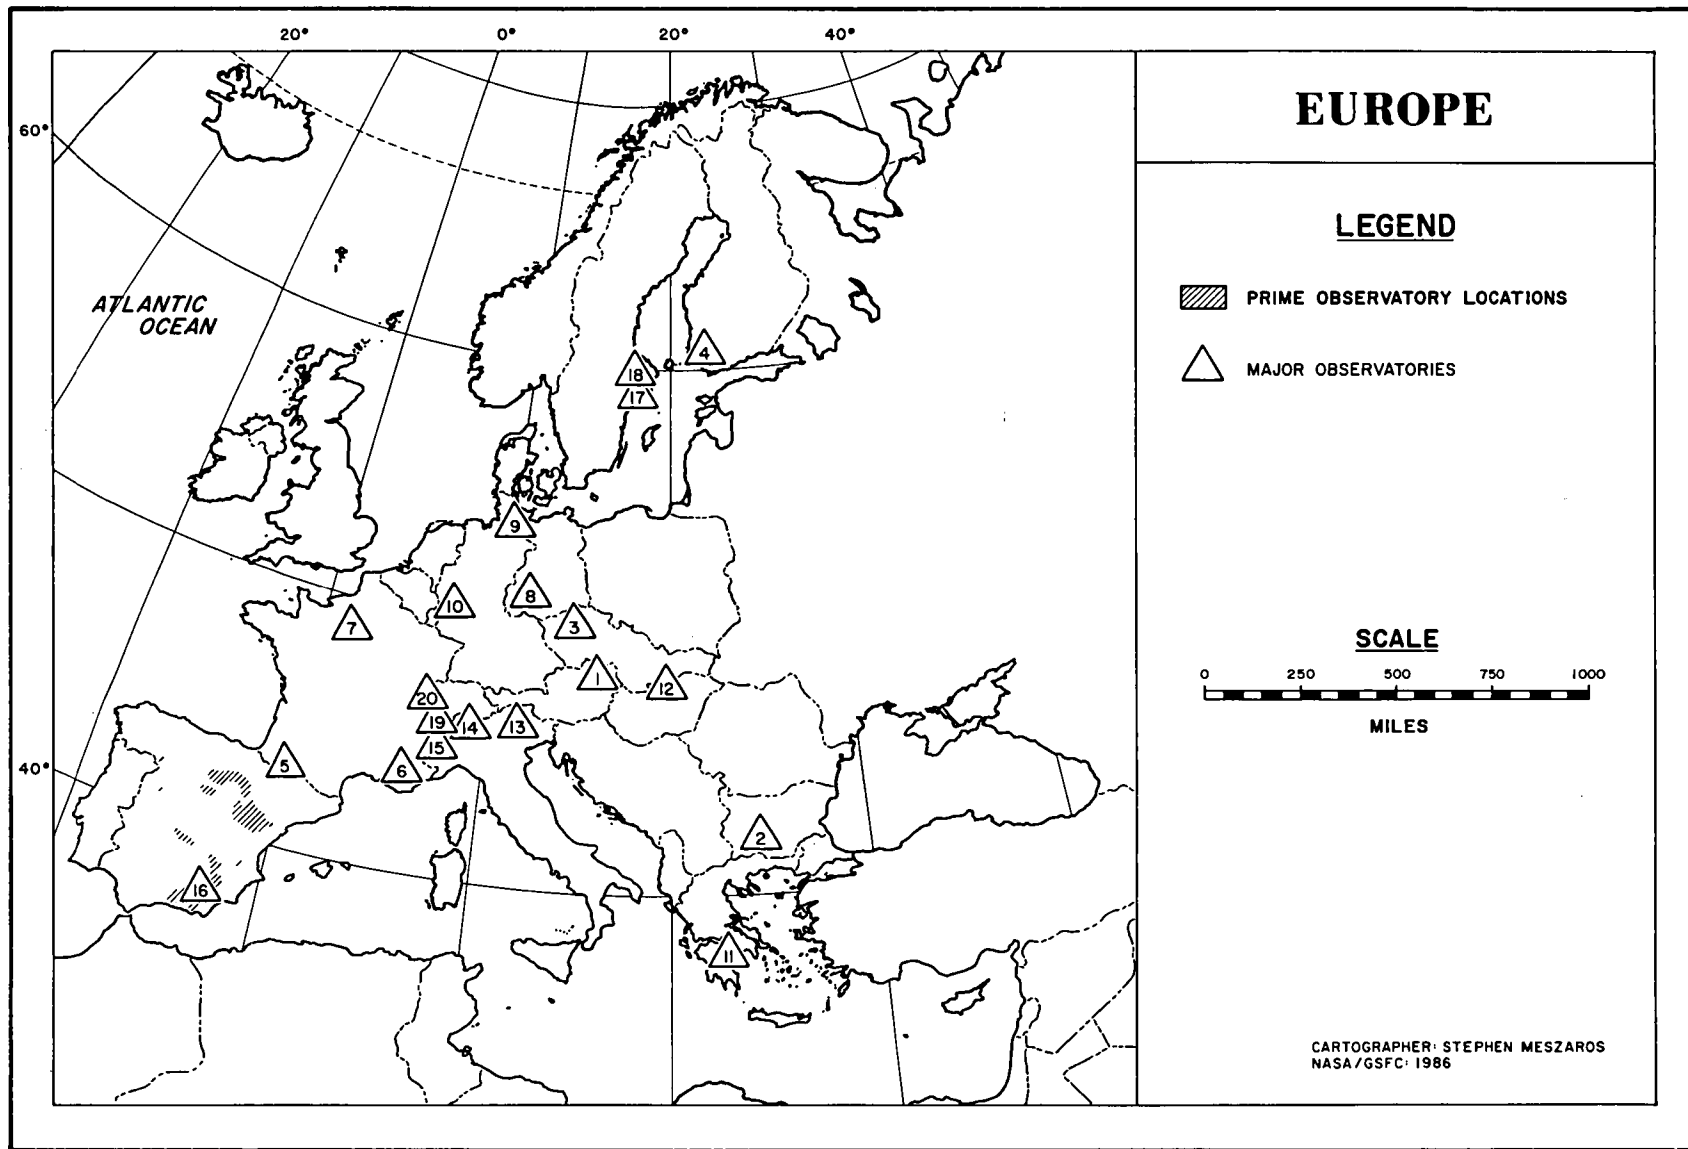 20° 0° 20° 40°
EUROPE
60°
LEGEND
PRIME OBSERVATORY LOCATIONS
ATLANTIC
OCEAN
MAJOR OBSERVATORIES
4
18
17
9
8
10
7
3
SCALE
0 250 500 750 1000
MILES
1
12
20
19
14
13
15
5
6
40°
2
16
11
CARTOGRAPHER: STEPHEN MESZAROS
NASA/GSFC: 1986